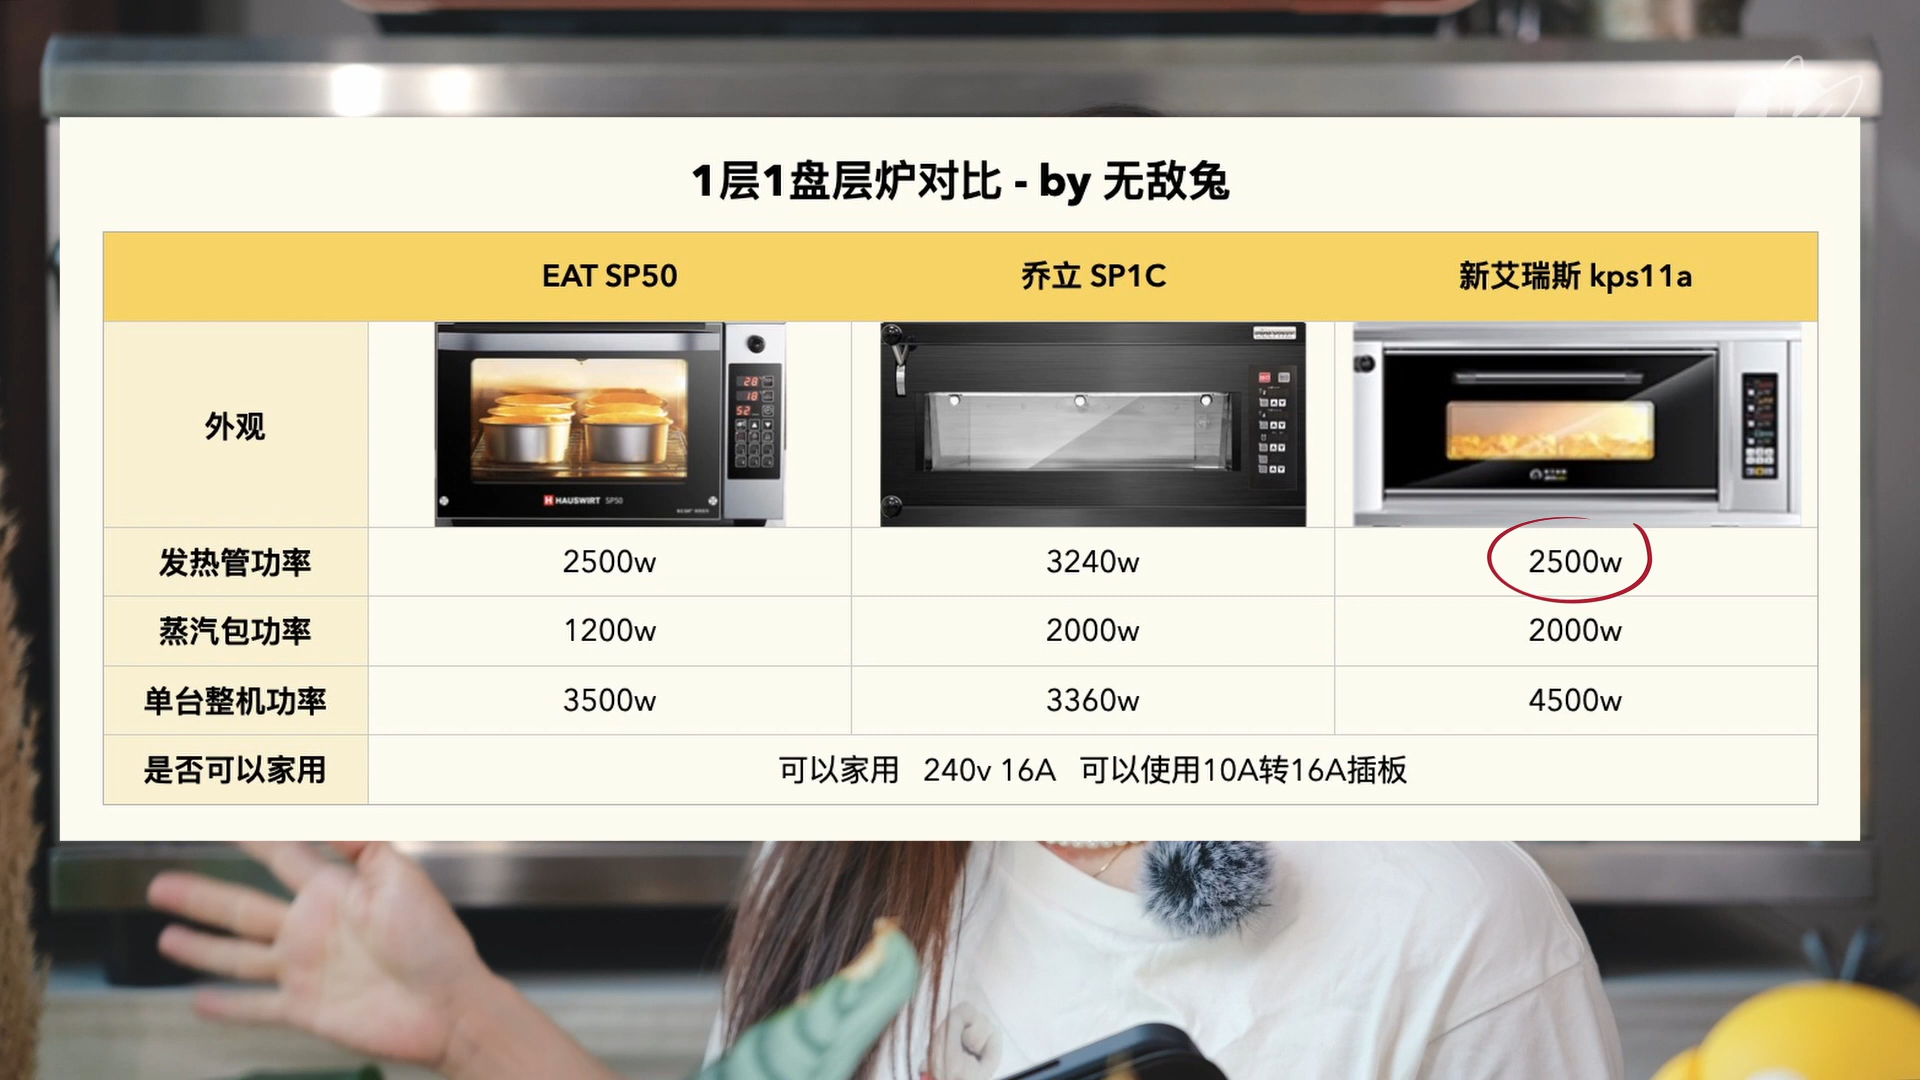 1层1盘层炉对比 - by 无敌兔
EAT SP50 乔立 SP1C 新艾瑞斯 kps11a
外观
HAUSWIRT SP50
发热管功率 2500w 3240w 2500w
蒸汽包功率 1200w 2000w 2000w
单台整机功率 3500w 3360w 4500w
是否可以家用 可以家用 240v 16A 可以使用10A转16A插板